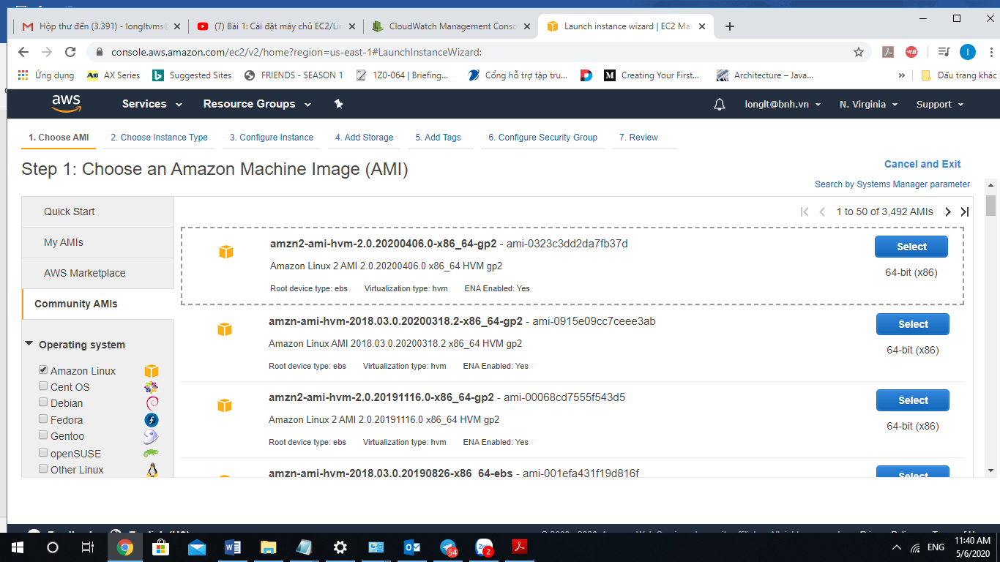 Hộp thư đến (3.391) - longltvms@
(7) Bài 1: Cài đặt máy chủ EC2/Lin
CloudWatch Management Conso
Launch instance wizard | EC2 Mar
console.aws.amazon.com/ec2/v2/home?region=us-east-1#LaunchInstanceWizard:
Ứng dụng
AX Series
Suggested Sites
FRIENDS - SEASON 1
1Z0-064 | Briefing...
Cổng hỗ trợ tập tru...
Creating Your First...
Architecture – Java...
»
Dấu trang khác
aws
Services
Resource Groups
longlt@bnh.vn
N. Virginia
Support
1. Choose AMI
2. Choose Instance Type
3. Configure Instance
4. Add Storage
5. Add Tags
6. Configure Security Group
7. Review
Step 1: Choose an Amazon Machine Image (AMI)
Cancel and Exit
Search by Systems Manager parameter
Quick Start
My AMIs
AWS Marketplace
Community AMIs
Operating system
Amazon Linux
Cent OS
Debian
Fedora
Gentoo
openSUSE
Other Linux
1 to 50 of 3,492 AMIs
amzn2-ami-hvm-2.0.20200406.0-x86_64-gp2 - ami-0323c3dd2da7fb37d
Amazon Linux 2 AMI 2.0.20200406.0 x86_64 HVM gp2
Root device type: ebs Virtualization type: hvm ENA Enabled: Yes
Select
64-bit (x86)
amzn-ami-hvm-2018.03.0.20200318.2-x86_64-gp2 - ami-0915e09cc7ceee3ab
Amazon Linux AMI 2018.03.0.20200318.2 x86_64 HVM gp2
Root device type: ebs Virtualization type: hvm ENA Enabled: Yes
Select
64-bit (x86)
amzn2-ami-hvm-2.0.20191116.0-x86_64-gp2 - ami-00068cd7555f543d5
Amazon Linux 2 AMI 2.0.20191116.0 x86_64 HVM gp2
Root device type: ebs Virtualization type: hvm ENA Enabled: Yes
Select
64-bit (x86)
amzn-ami-hvm-2018.03.0.20190826-x86_64-ebs - ami-001efa431f19d816f
Select
54
2
ENG
11:40 AM
5/6/2020